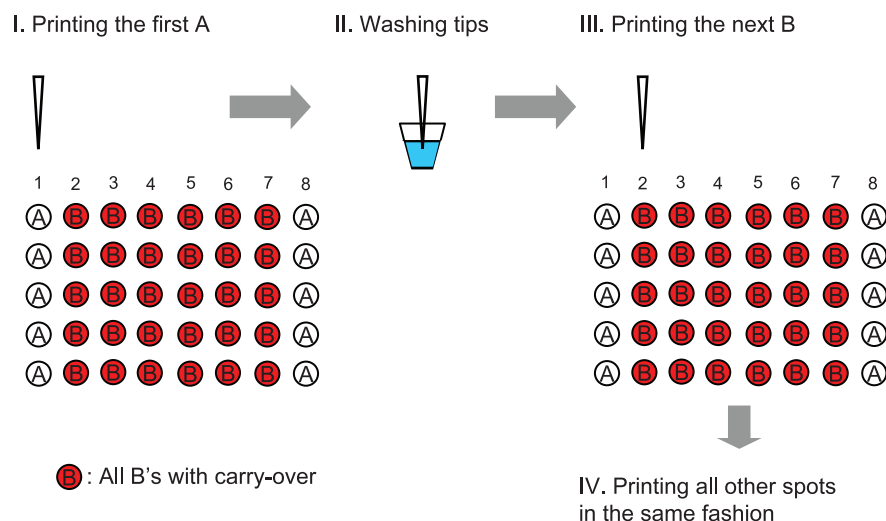 I. Printing the first A
II. Washing tips
III. Printing the next B
1 2 3 4 5 6 7 8
A B B B B B B A
A B B B B B B A
A B B B B B B A
A B B B B B B A
A B B B B B B A
1 2 3 4 5 6 7 8
A B B B B B B A
A B B B B B B A
A B B B B B B A
A B B B B B B A
A B B B B B B A
B : All B's with carry-over
IV. Printing all other spots
in the same fashion